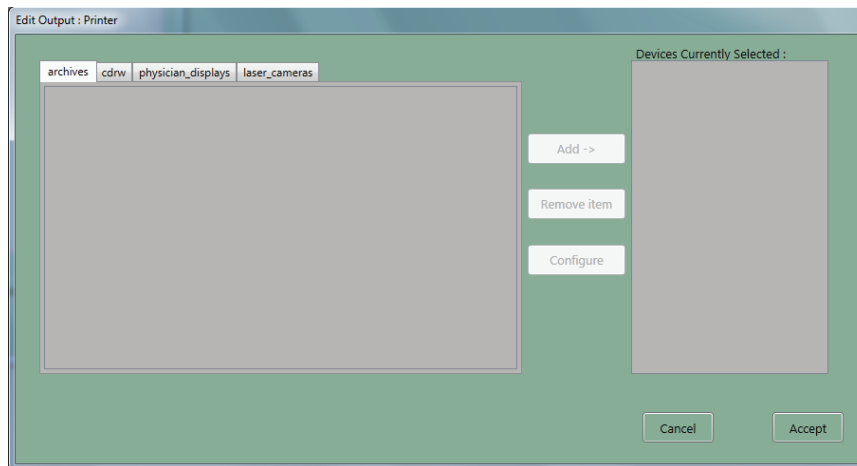 Edit Output : Printer
Devices Currently Selected :
archives cdrw physician_displays laser_cameras
Add ->
Remove item
Configure
Cancel Accept